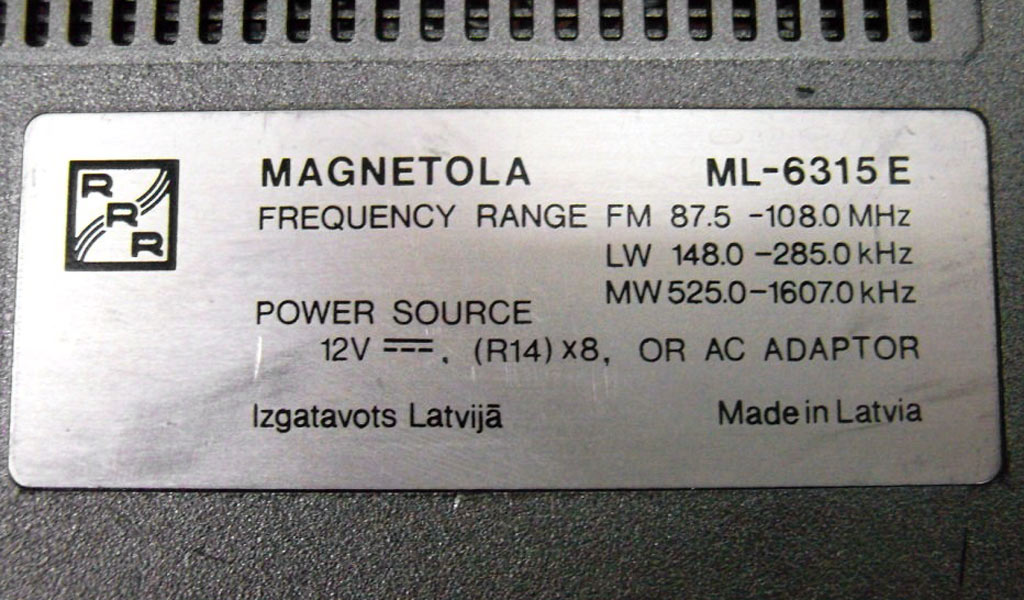 RRR
MAGNETOLA ML-6315 E
FREQUENCY RANGE FM 87.5 -108.0 MHz
LW 148.0 -285.0 kHz
MW 525.0-1607.0 kHz
POWER SOURCE
12V ⎓, (R14) x8, OR AC ADAPTOR
Izgatavots Latvijā Made in Latvia